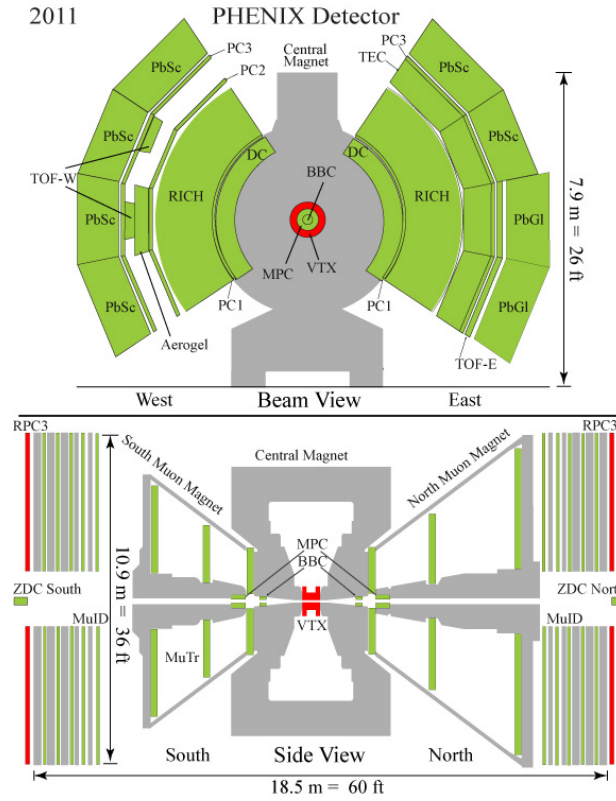 2011 PHENIX Detector
PC3
PC2
Central
Magnet
PC3
TEC
PbSc
PbSc
PbSc
PbSc
DC
DC
BBC
TOF-W
RICH
RICH
PbSc
PbSc
PbGl
MPC
VTX
PbSc
PbGl
Aerogel
PC1
PC1
TOF-E
7.9 m = 26 ft
West
Beam View
East
RPC3
South Muon Magnet
Central Magnet
North Muon Magnet
RPC3
MPC
BBC
10.9 m = 36 ft
ZDC South
ZDC Nort
MuID
VTX
MuID
MuTr
South
Side View
North
18.5 m = 60 ft